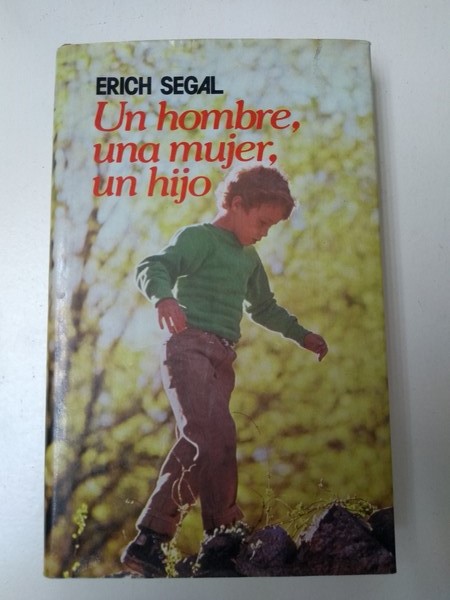 ERICH SEGAL
Un hombre,
una mujer,
un hijo